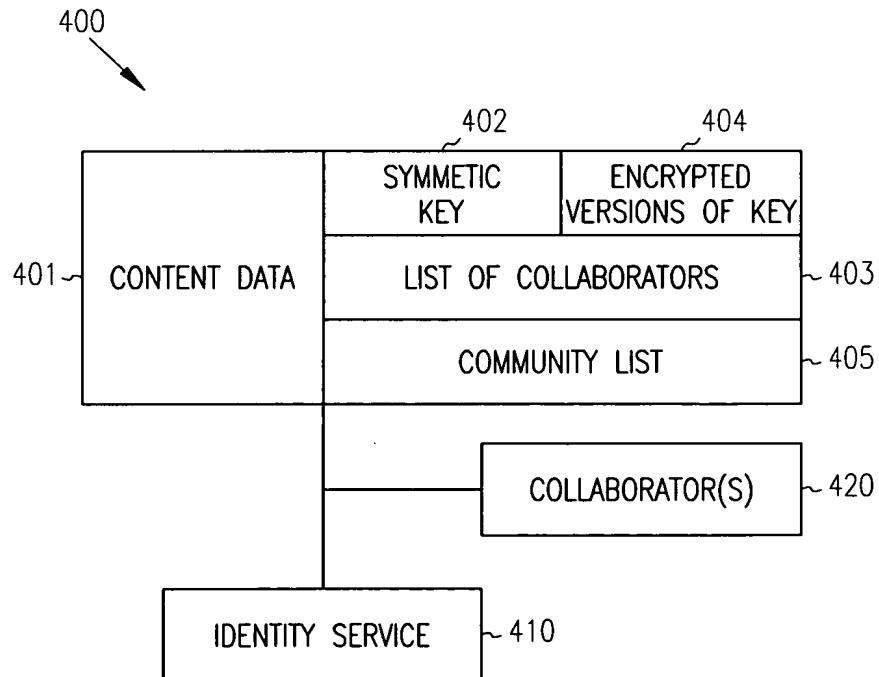 400
402
404
SYMMETIC
KEY
ENCRYPTED
VERSIONS OF KEY
401
CONTENT DATA
LIST OF COLLABORATORS
403
COMMUNITY LIST
405
COLLABORATOR(S)
420
IDENTITY SERVICE
410